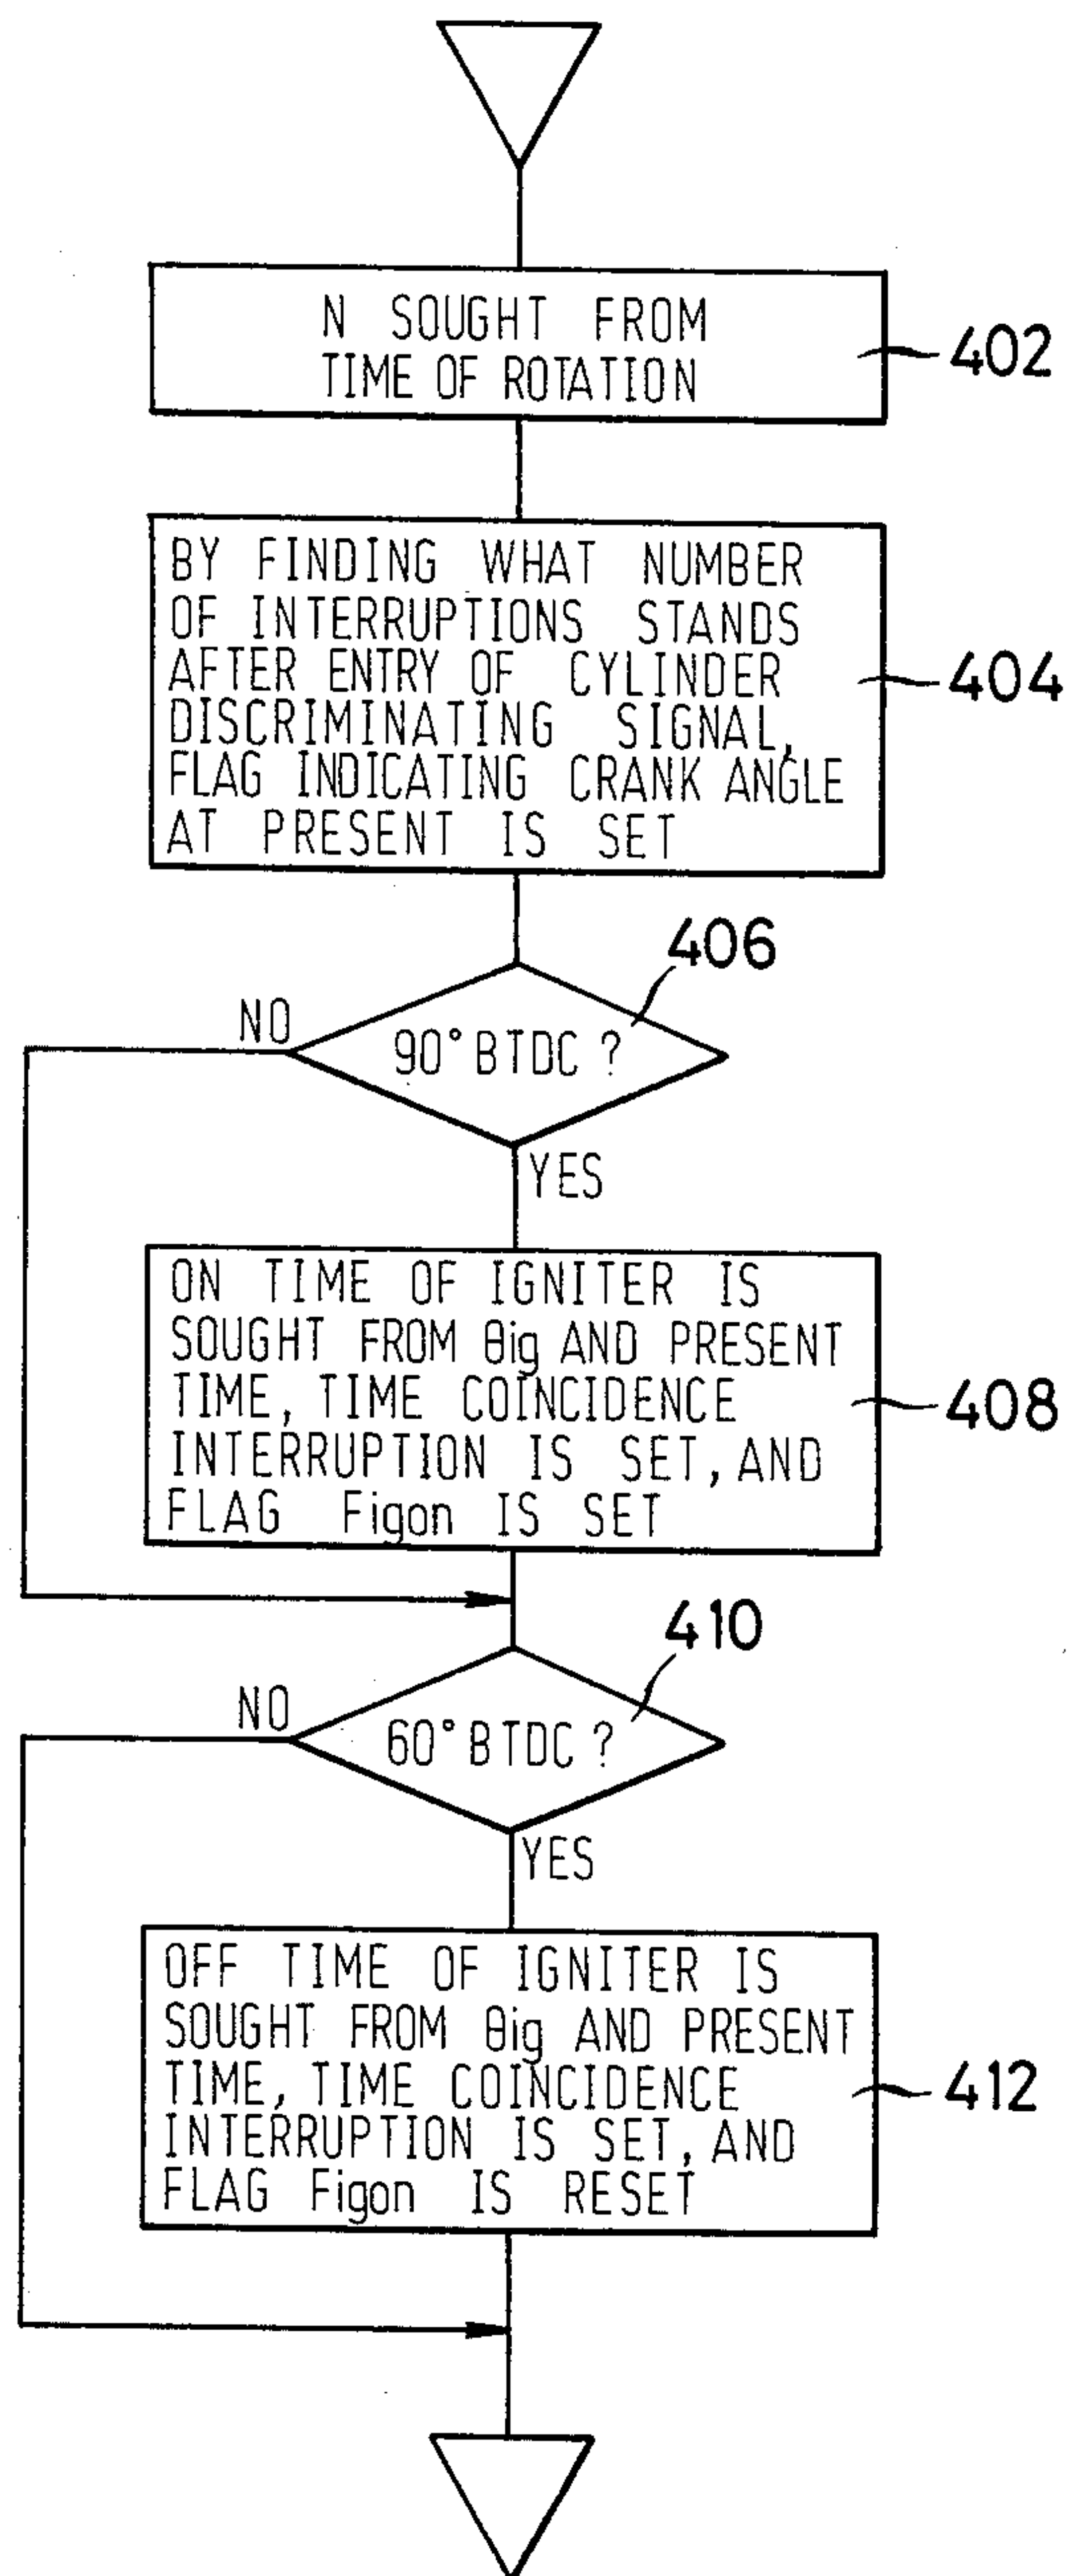 N SOUGHT FROM
TIME OF ROTATION
402
BY FINDING WHAT NUMBER
OF INTERRUPTIONS STANDS
AFTER ENTRY OF CYLINDER
DISCRIMINATING SIGNAL,
FLAG INDICATING CRANK ANGLE
AT PRESENT IS SET
404
406
NO
90° BTDC ?
YES
ON TIME OF IGNITER IS
SOUGHT FROM θig AND PRESENT
TIME, TIME COINCIDENCE
INTERRUPTION IS SET, AND
FLAG Figon IS SET
408
410
NO
60° BTDC ?
YES
OFF TIME OF IGNITER IS
SOUGHT FROM θig AND PRESENT
TIME, TIME COINCIDENCE
INTERRUPTION IS SET, AND
FLAG Figon IS RESET
412